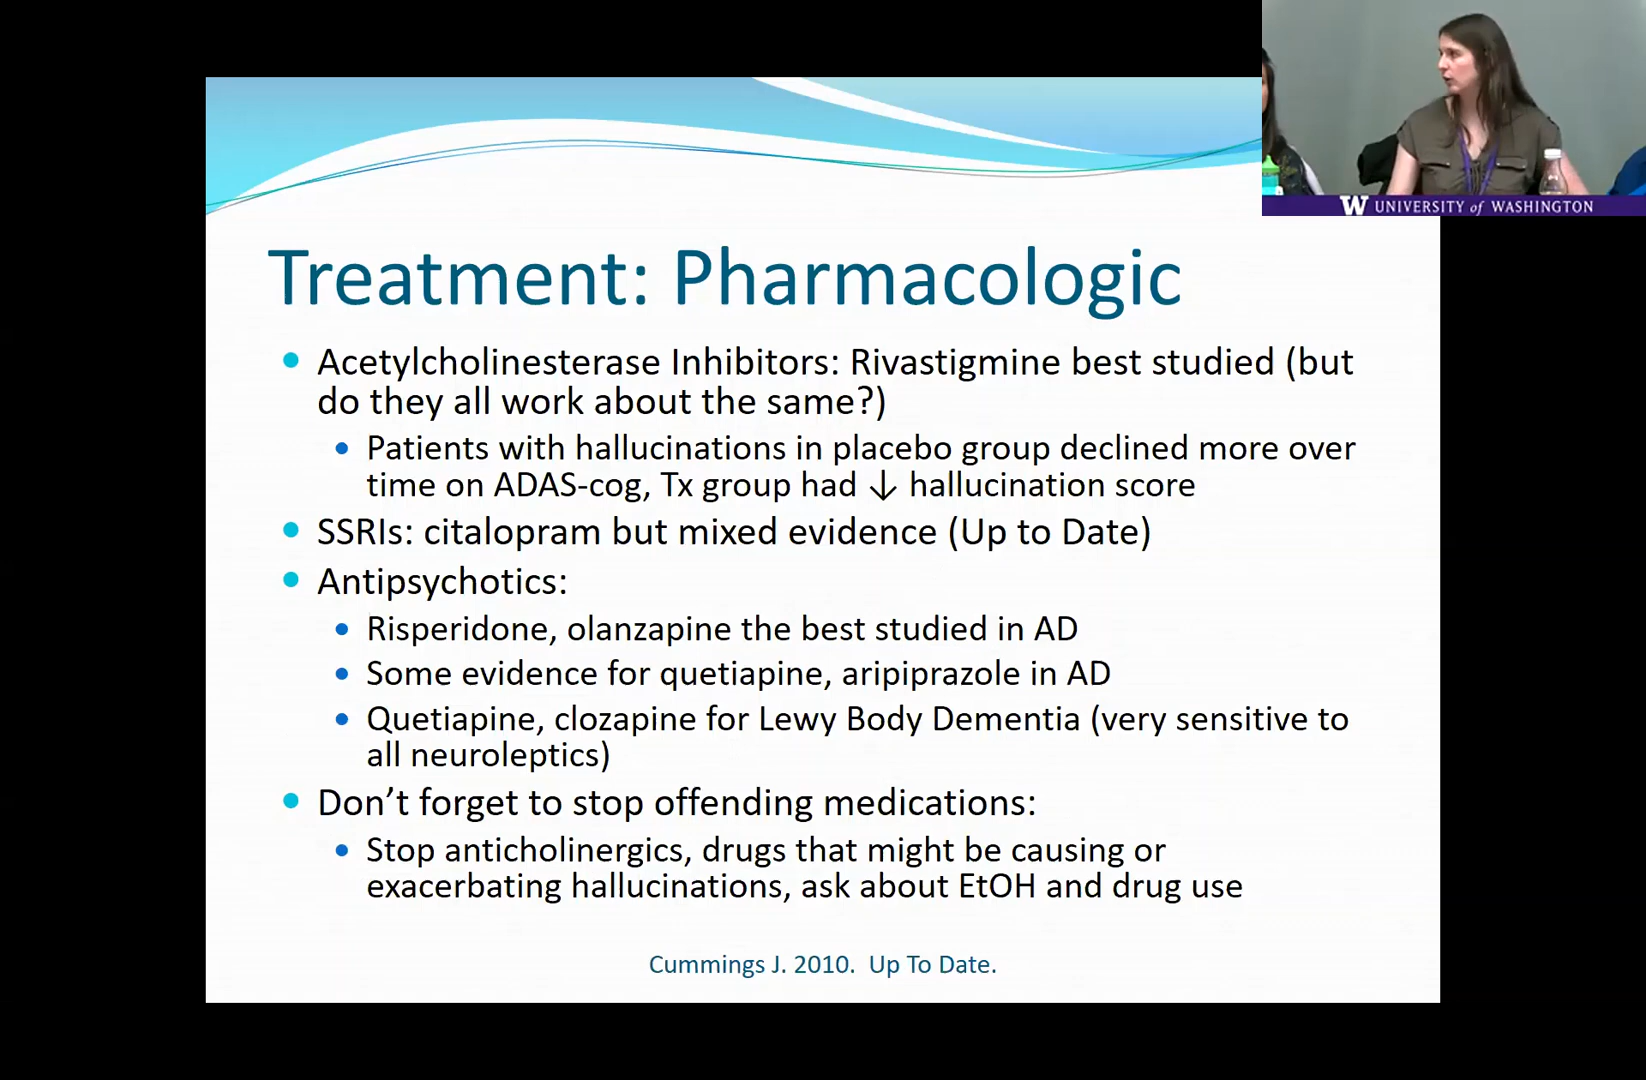 W UNIVERSITY of WASHINGTON
Treatment: Pharmacologic
Acetylcholinesterase Inhibitors: Rivastigmine best studied (but
do they all work about the same?)
Patients with hallucinations in placebo group declined more over
time on ADAS-cog, Tx group had ↓ hallucination score
SSRIs: citalopram but mixed evidence (Up to Date)
Antipsychotics:
Risperidone, olanzapine the best studied in AD
Some evidence for quetiapine, aripiprazole in AD
Quetiapine, clozapine for Lewy Body Dementia (very sensitive to
all neuroleptics)
Don’t forget to stop offending medications:
Stop anticholinergics, drugs that might be causing or
exacerbating hallucinations, ask about EtOH and drug use
Cummings J. 2010.  Up To Date.